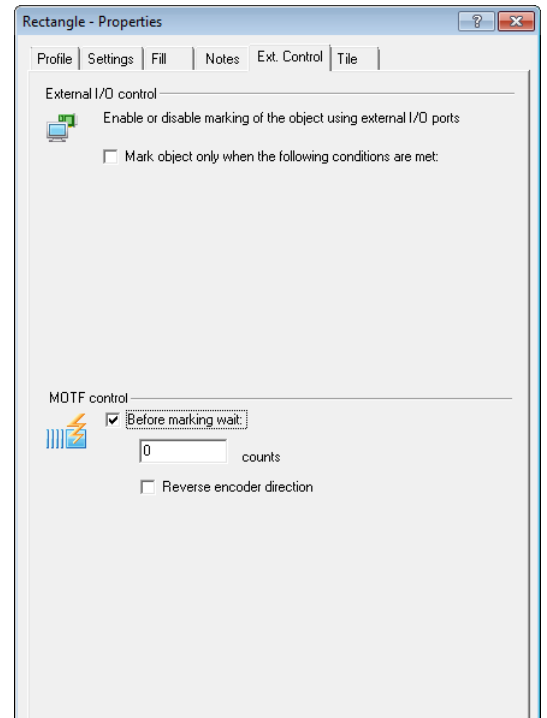 Rectangle - Properties
Profile Settings Fill Notes Ext. Control Tile
External I/O control
Enable or disable marking of the object using external I/O ports
Mark object only when the following conditions are met:
MOTF control
Before marking wait:
0 counts
Reverse encoder direction